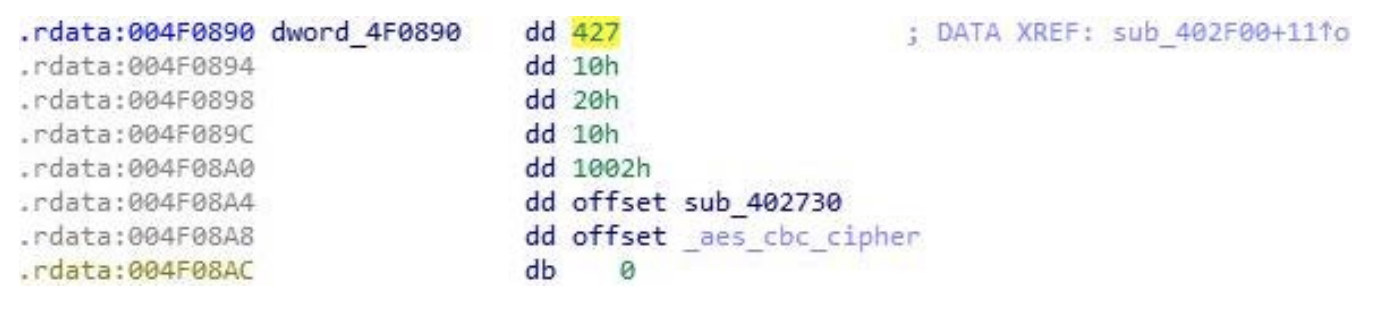 .rdata:004F0890 dword_4F0890 dd 427 ; DATA XREF: sub_402F00+11↑o
.rdata:004F0894 dd 10h
.rdata:004F0898 dd 20h
.rdata:004F089C dd 10h
.rdata:004F08A0 dd 1002h
.rdata:004F08A4 dd offset sub_402730
.rdata:004F08A8 dd offset _aes_cbc_cipher
.rdata:004F08AC db 0